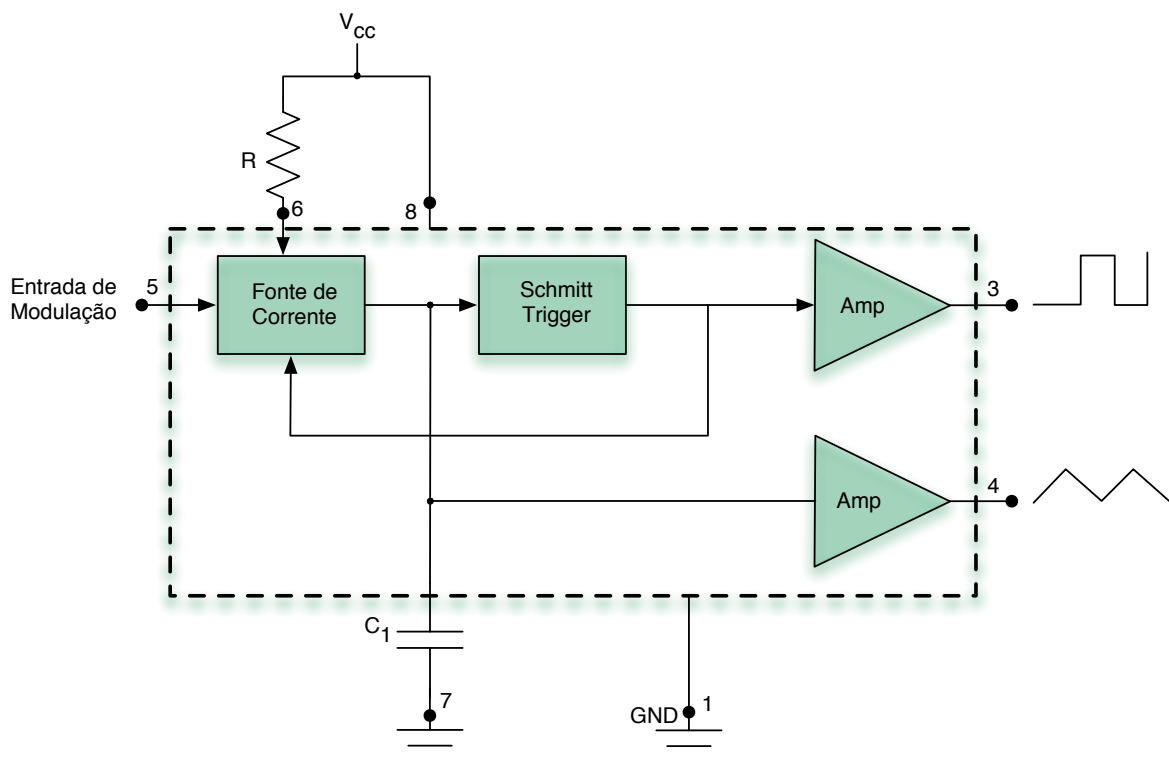 VCC
R
6
8
Entrada de
Modulação
5
Fonte de
Corrente
Schmitt
Trigger
Amp
3
Amp
4
C1
7
GND
1